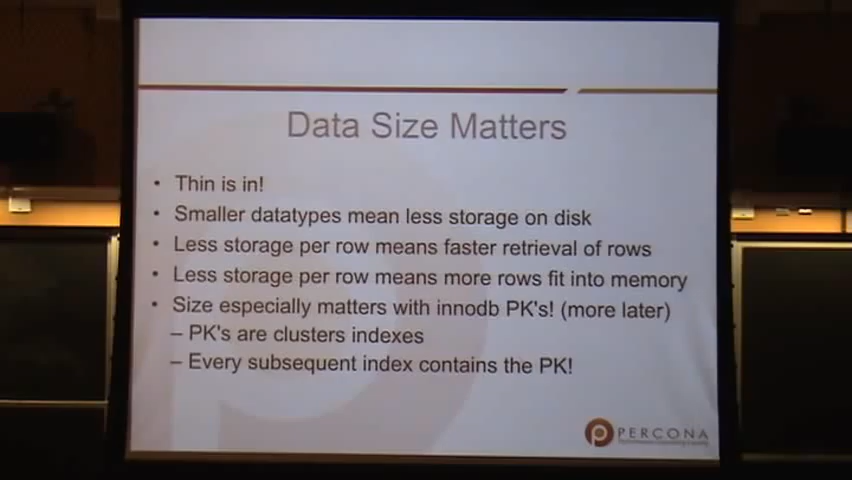 Data Size Matters
• Thin is in!
• Smaller datatypes mean less storage on disk
• Less storage per row means faster retrieval of rows
• Less storage per row means more rows fit into memory
• Size especially matters with innodb PK's! (more later)
– PK's are clusters indexes
– Every subsequent index contains the PK!
PERCONA